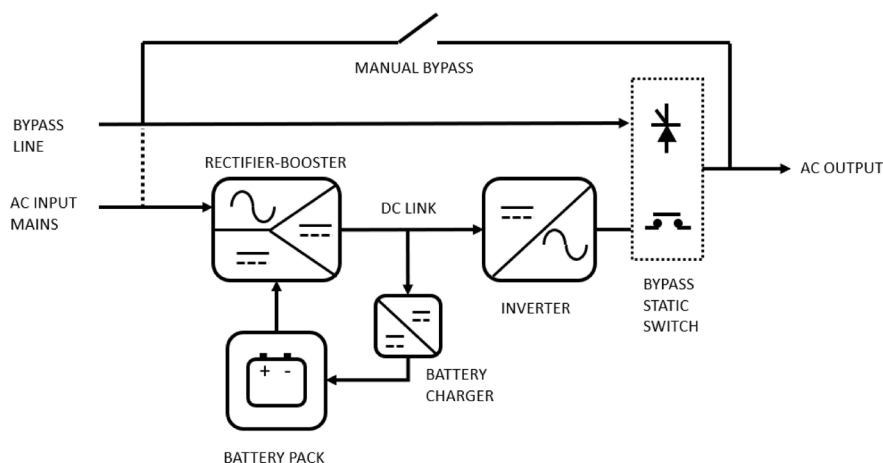 MANUAL BYPASS
BYPASS
LINE
RECTIFIER-BOOSTER
AC OUTPUT
AC INPUT
MAINS
DC LINK
INVERTER
BYPASS
STATIC
SWITCH
+ -
BATTERY
CHARGER
BATTERY PACK